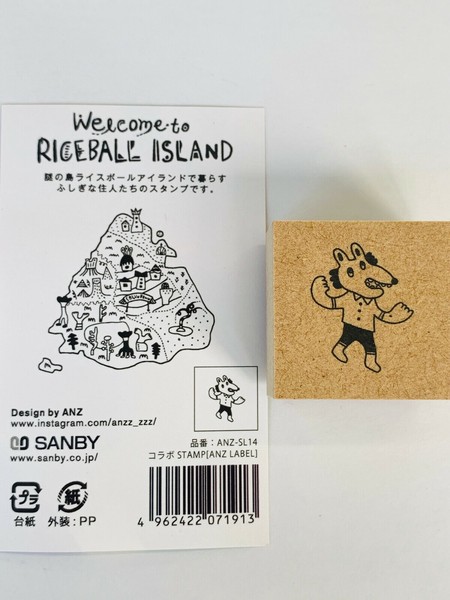 Welcome to
RICEBALL ISLAND
謎の島ライスボールアイランドで暮らす
ふしぎな住人たちのスタンプです。
Design by ANZ
www.instagram.com/anzz_zzz/
SANBY
www.sanby.co.jp/
品番：ANZ-SL14
コラボ STAMP[ANZ LABEL]
プラ
紙
台紙 外装：PP
4 962422 071913